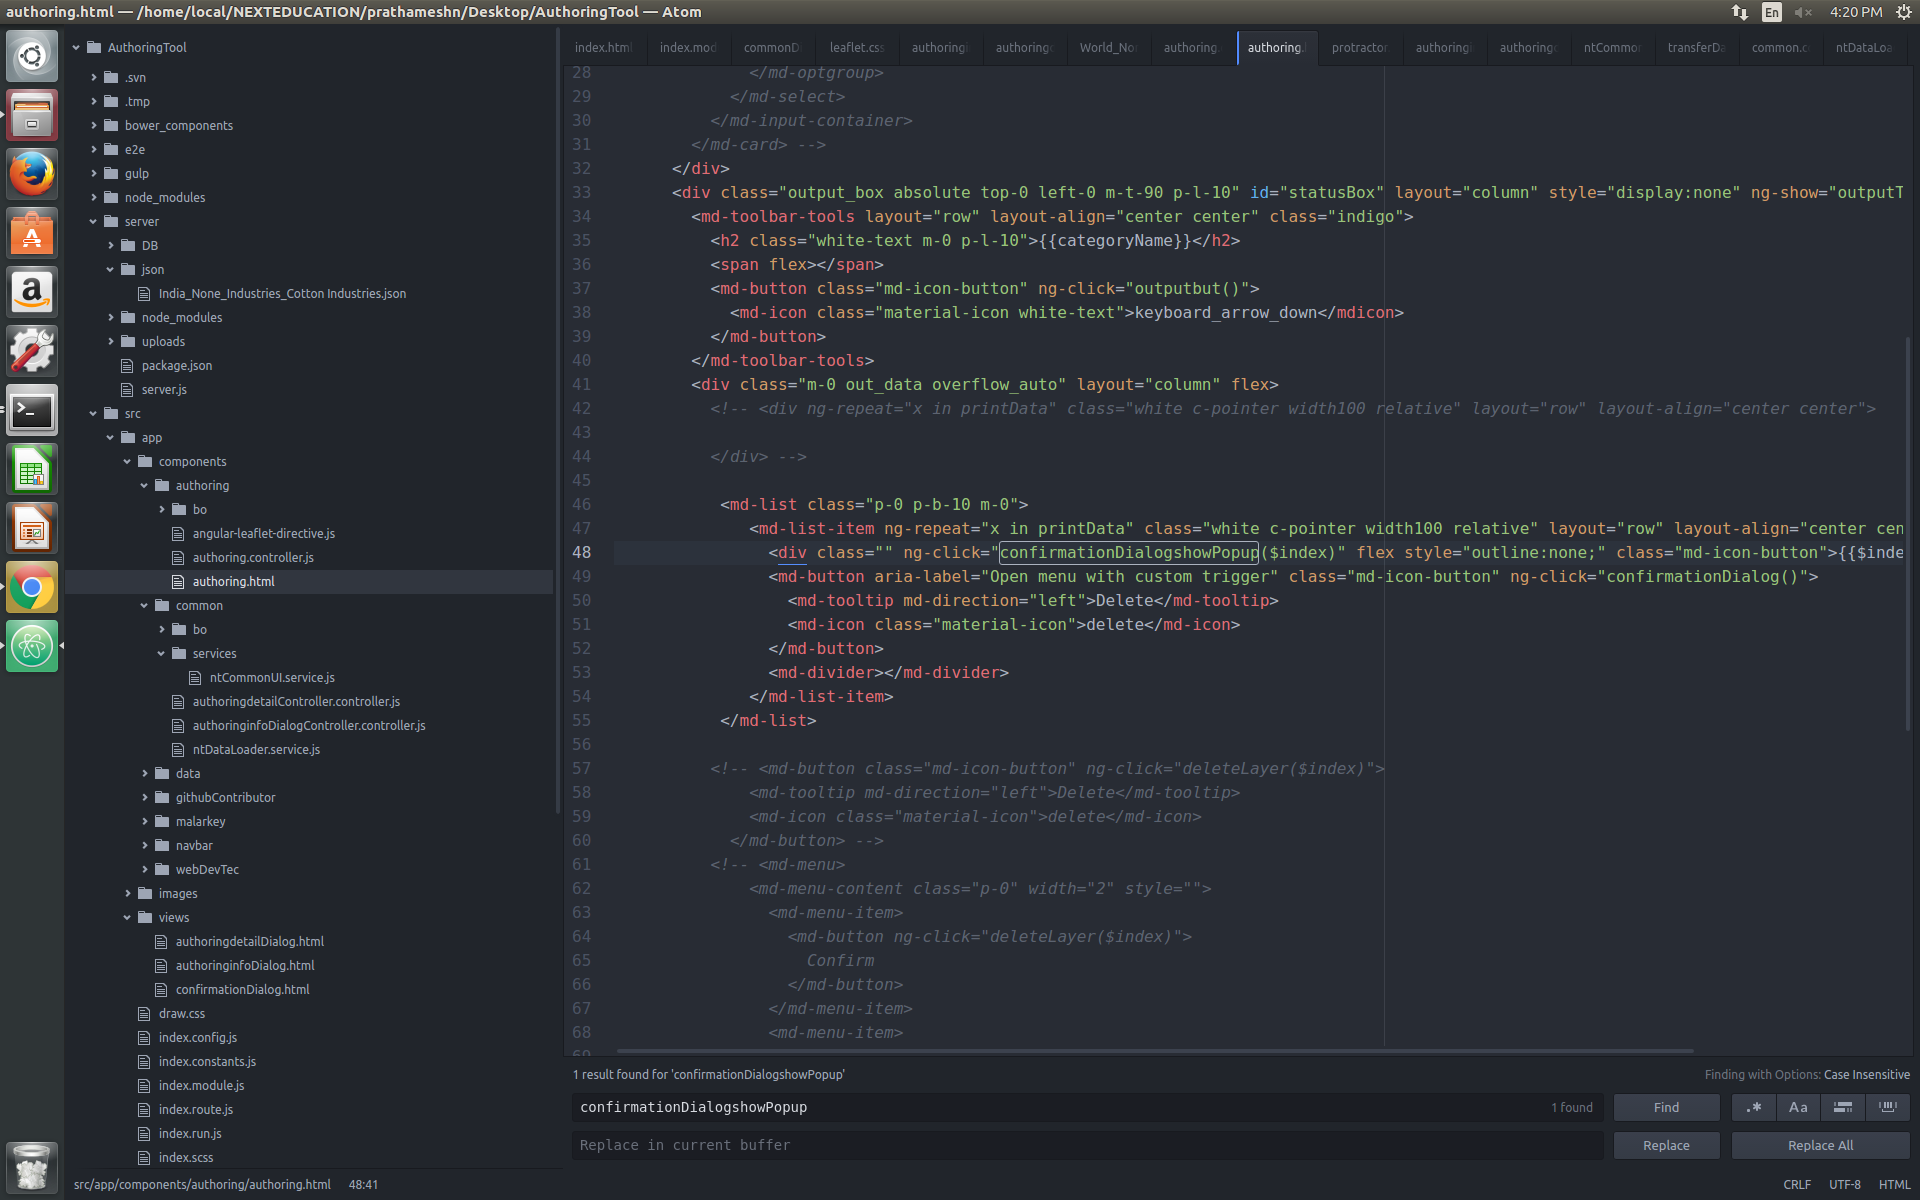 authoring.html — /home/local/NEXTEDUCATION/prathameshn/Desktop/AuthoringTool — Atom
En
4:20 PM
AuthoringTool
.svn
.tmp
bower_components
e2e
gulp
node_modules
server
DB
json
India_None_Industries_Cotton Industries.json
node_modules
uploads
package.json
server.js
src
app
components
authoring
bo
angular-leaflet-directive.js
authoring.controller.js
authoring.html
common
bo
services
ntCommonUI.service.js
authoringdetailController.controller.js
authoringinfoDialogController.controller.js
ntDataLoader.service.js
data
githubContributor
malarkey
navbar
webDevTec
images
views
authoringdetailDialog.html
authoringinfoDialog.html
confirmationDialog.html
draw.css
index.config.js
index.constants.js
index.module.js
index.route.js
index.run.js
index.scss
index.html index.mod commonD leaflet.css authoringi authoring World_No authoring. authoring. protractor authoringi authoring ntCommor transferDa common.c ntDataLoa
28 </md-optgroup>
29 </md-select>
30 </md-input-container>
31 </md-card> -->
32 </div>
33 <div class="output_box absolute top-0 left-0 m-t-90 p-l-10" id="statusBox" layout="column" style="display:none" ng-show="outputT
34 <md-toolbar-tools layout="row" layout-align="center center" class="indigo">
35 <h2 class="white-text m-0 p-l-10">{{categoryName}}</h2>
36 <span flex></span>
37 <md-button class="md-icon-button" ng-click="outputbut()">
38 <md-icon class="material-icon white-text">keyboard_arrow_down</mdicon>
39 </md-button>
40 </md-toolbar-tools>
41 <div class="m-0 out_data overflow_auto" layout="column" flex>
42 <!-- <div ng-repeat="x in printData" class="white c-pointer width100 relative" layout="row" layout-align="center center">
43
44 </div> -->
45
46 <md-list class="p-0 p-b-10 m-0">
47 <md-list-item ng-repeat="x in printData" class="white c-pointer width100 relative" layout="row" layout-align="center cen
48 <div class="" ng-click="confirmationDialogshowPopup($index)" flex style="outline:none;" class="md-icon-button">{{$inde
49 <md-button aria-label="Open menu with custom trigger" class="md-icon-button" ng-click="confirmationDialog()">
50 <md-tooltip md-direction="left">Delete</md-tooltip>
51 <md-icon class="material-icon">delete</md-icon>
52 </md-button>
53 <md-divider></md-divider>
54 </md-list-item>
55 </md-list>
56
57 <!-- <md-button class="md-icon-button" ng-click="deleteLayer($index)">
58 <md-tooltip md-direction="left">Delete</md-tooltip>
59 <md-icon class="material-icon">delete</md-icon>
60 </md-button> -->
61 <!-- <md-menu>
62 <md-menu-content class="p-0" width="2" style="">
63 <md-menu-item>
64 <md-button ng-click="deleteLayer($index)">
65 Confirm
66 </md-button>
67 </md-menu-item>
68 <md-menu-item>
1 result found for 'confirmationDialogshowPopup'
Finding with Options: Case Insensitive
confirmationDialogshowPopup
1 found
Find
.* Aa
Replace in current buffer
Replace
Replace All
src/app/components/authoring/authoring.html 48:41
CRLF UTF-8 HTML